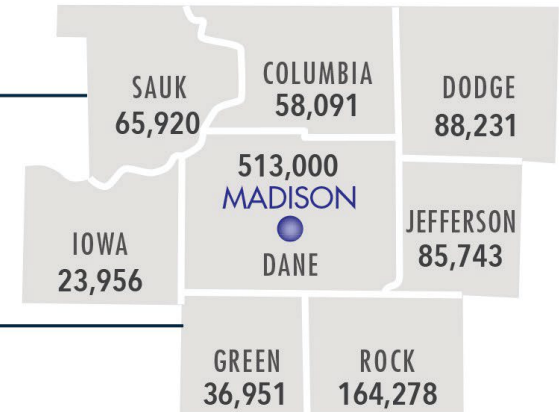 SAUK
65,920
COLUMBIA
58,091
DODGE
88,231
513,000
MADISON
DANE
JEFFERSON
85,743
IOWA
23,956
GREEN
36,951
ROCK
164,278